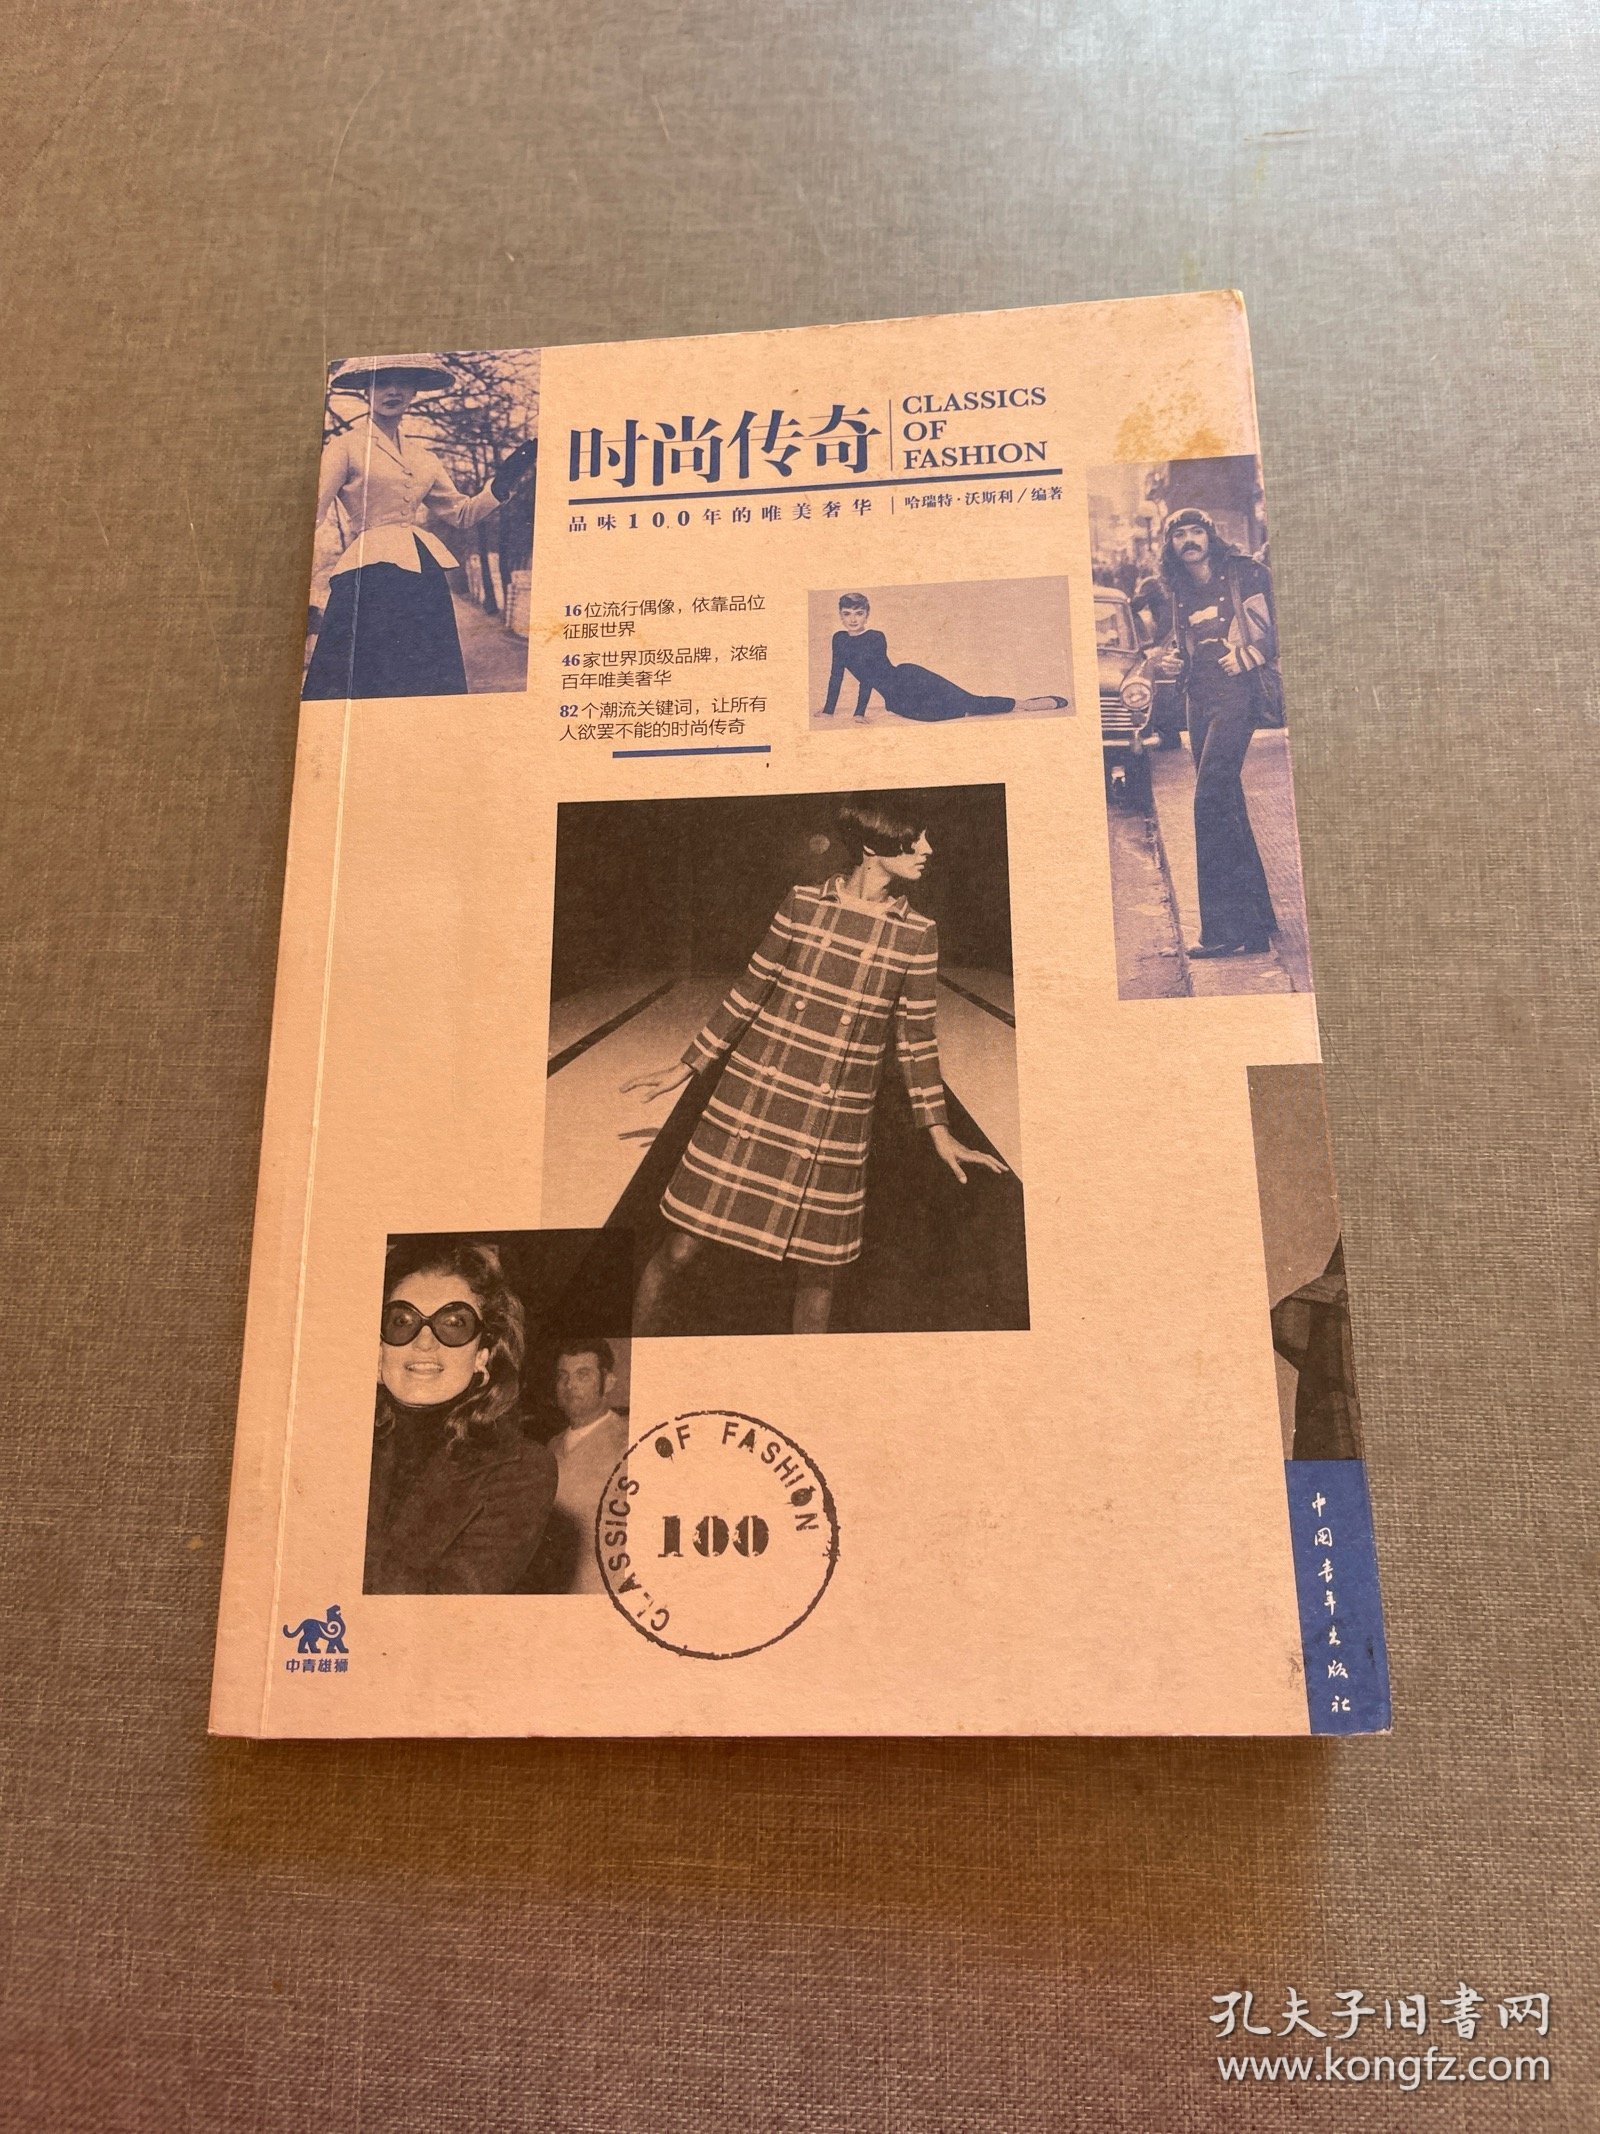 时尚传奇
CLASSICS
OF
FASHION
品味100年的唯美奢华
哈瑞特·沃斯利/编著
16位流行偶像，依靠品位
征服世界
46家世界顶级品牌，浓缩
百年唯美奢华
82个潮流关键词，让所有
人欲罢不能的时尚传奇
CLASSICS OF FASHION
100
中青雄狮
中国青年出版社
孔夫子旧书网
www.kongfz.com